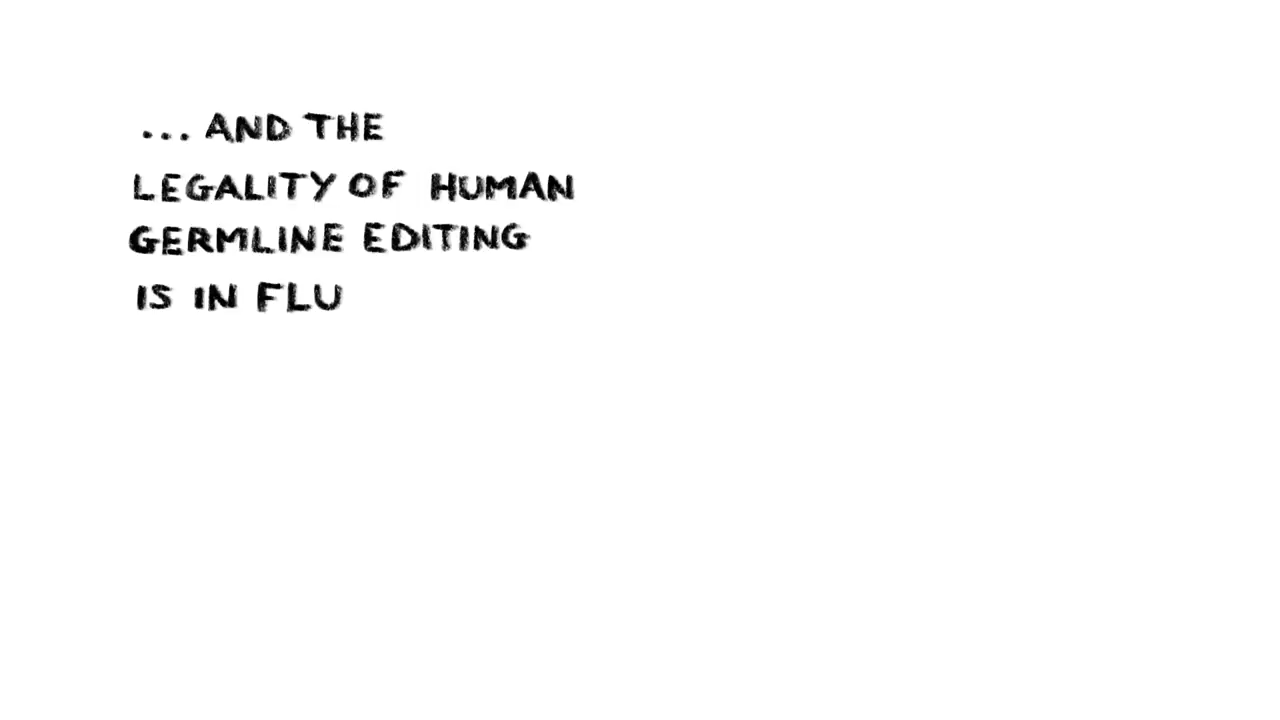 ... AND THE
LEGALITY OF HUMAN
GERMLINE EDITING
IS IN FLU